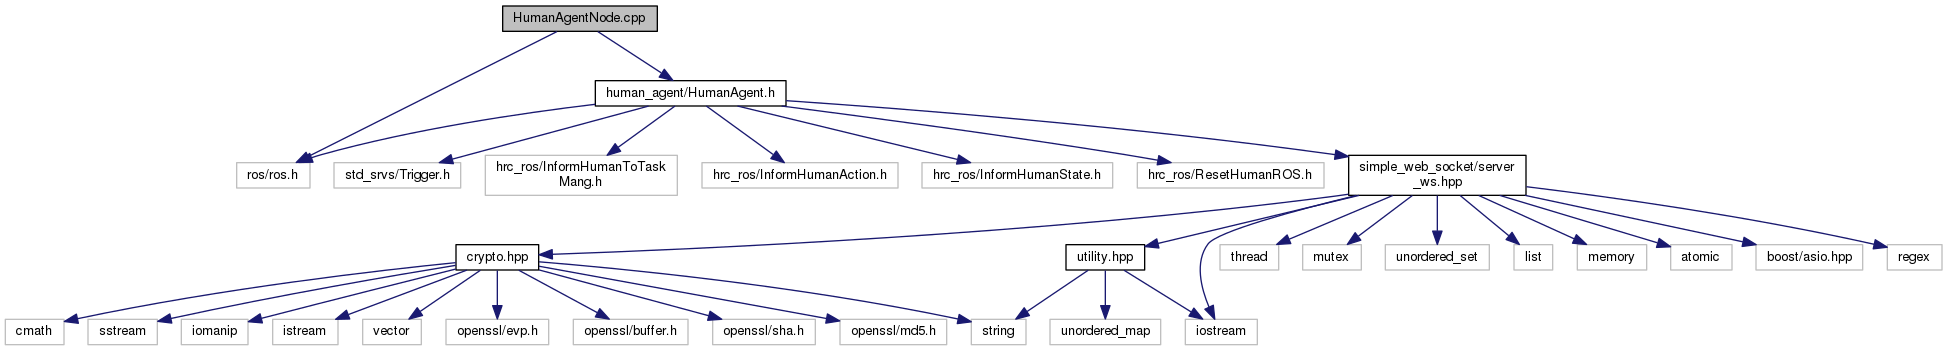 HumanAgentNode.cpp
human_agent/HumanAgent.h
ros/ros.h
std_srvs/Trigger.h
hrc_ros/InformHumanToTask
Mang.h
hrc_ros/InformHumanAction.h
hrc_ros/InformHumanState.h
hrc_ros/ResetHumanROS.h
simple_web_socket/server
_ws.hpp
crypto.hpp
utility.hpp
thread
mutex
unordered_set
list
memory
atomic
boost/asio.hpp
regex
cmath
sstream
iomanip
istream
vector
openssl/evp.h
openssl/buffer.h
openssl/sha.h
openssl/md5.h
string
unordered_map
iostream